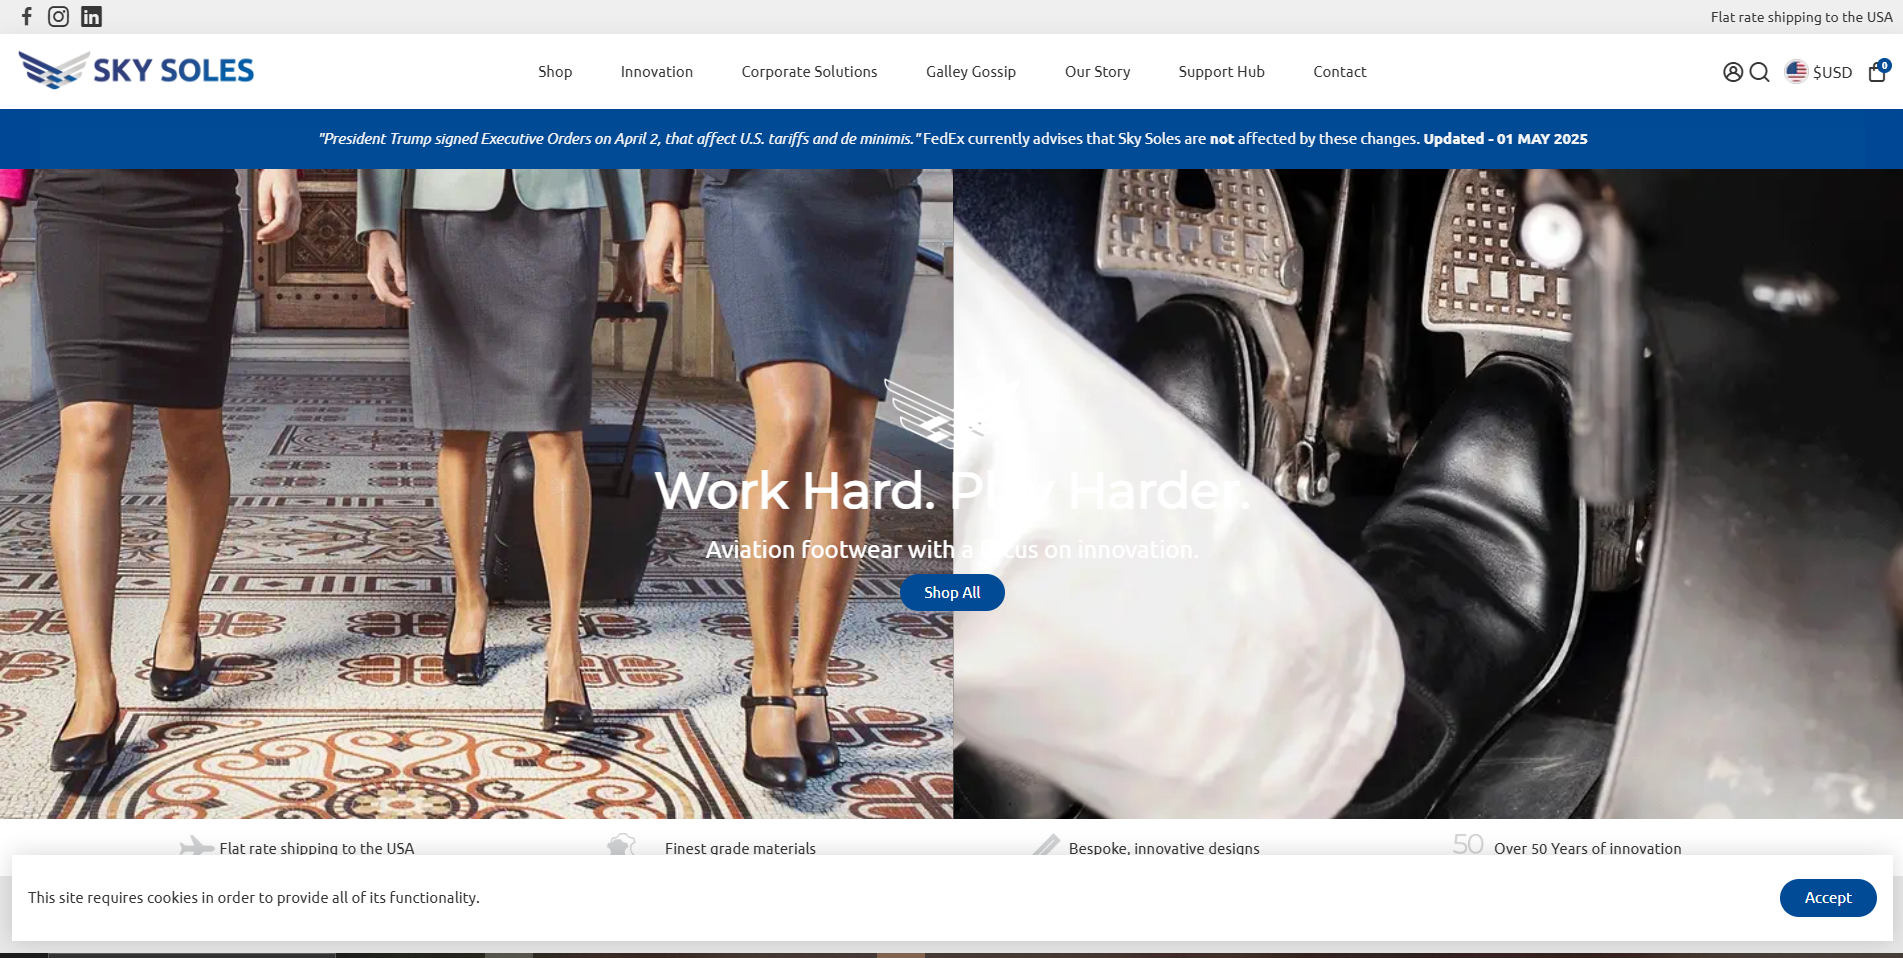 Flat rate shipping to the USA
SKY SOLES
Shop
Innovation
Corporate Solutions
Galley Gossip
Our Story
Support Hub
Contact
$USD
0
"President Trump signed Executive Orders on April 2, that affect U.S. tariffs and de minimis." FedEx currently advises that Sky Soles are not affected by these changes. Updated - 01 MAY 2025
Work Hard. Play Harder.
Aviation footwear with a focus on innovation.
Shop All
Flat rate shipping to the USA
Finest grade materials
Bespoke, innovative designs
50
Over 50 Years of innovation
This site requires cookies in order to provide all of its functionality.
Accept